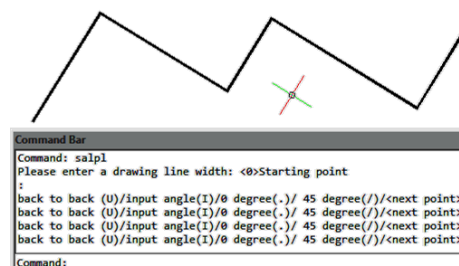 Command Bar
Command: salpl
Please enter a drawing line width: <0>Starting point
:
back to back (U)/input angle(I)/0 degree(.)/ 45 degree(/)/<next point>
back to back (U)/input angle(I)/0 degree(.)/ 45 degree(/)/<next point>
back to back (U)/input angle(I)/0 degree(.)/ 45 degree(/)/<next point>
back to back (U)/input angle(I)/0 degree(.)/ 45 degree(/)/<next point>
Command: